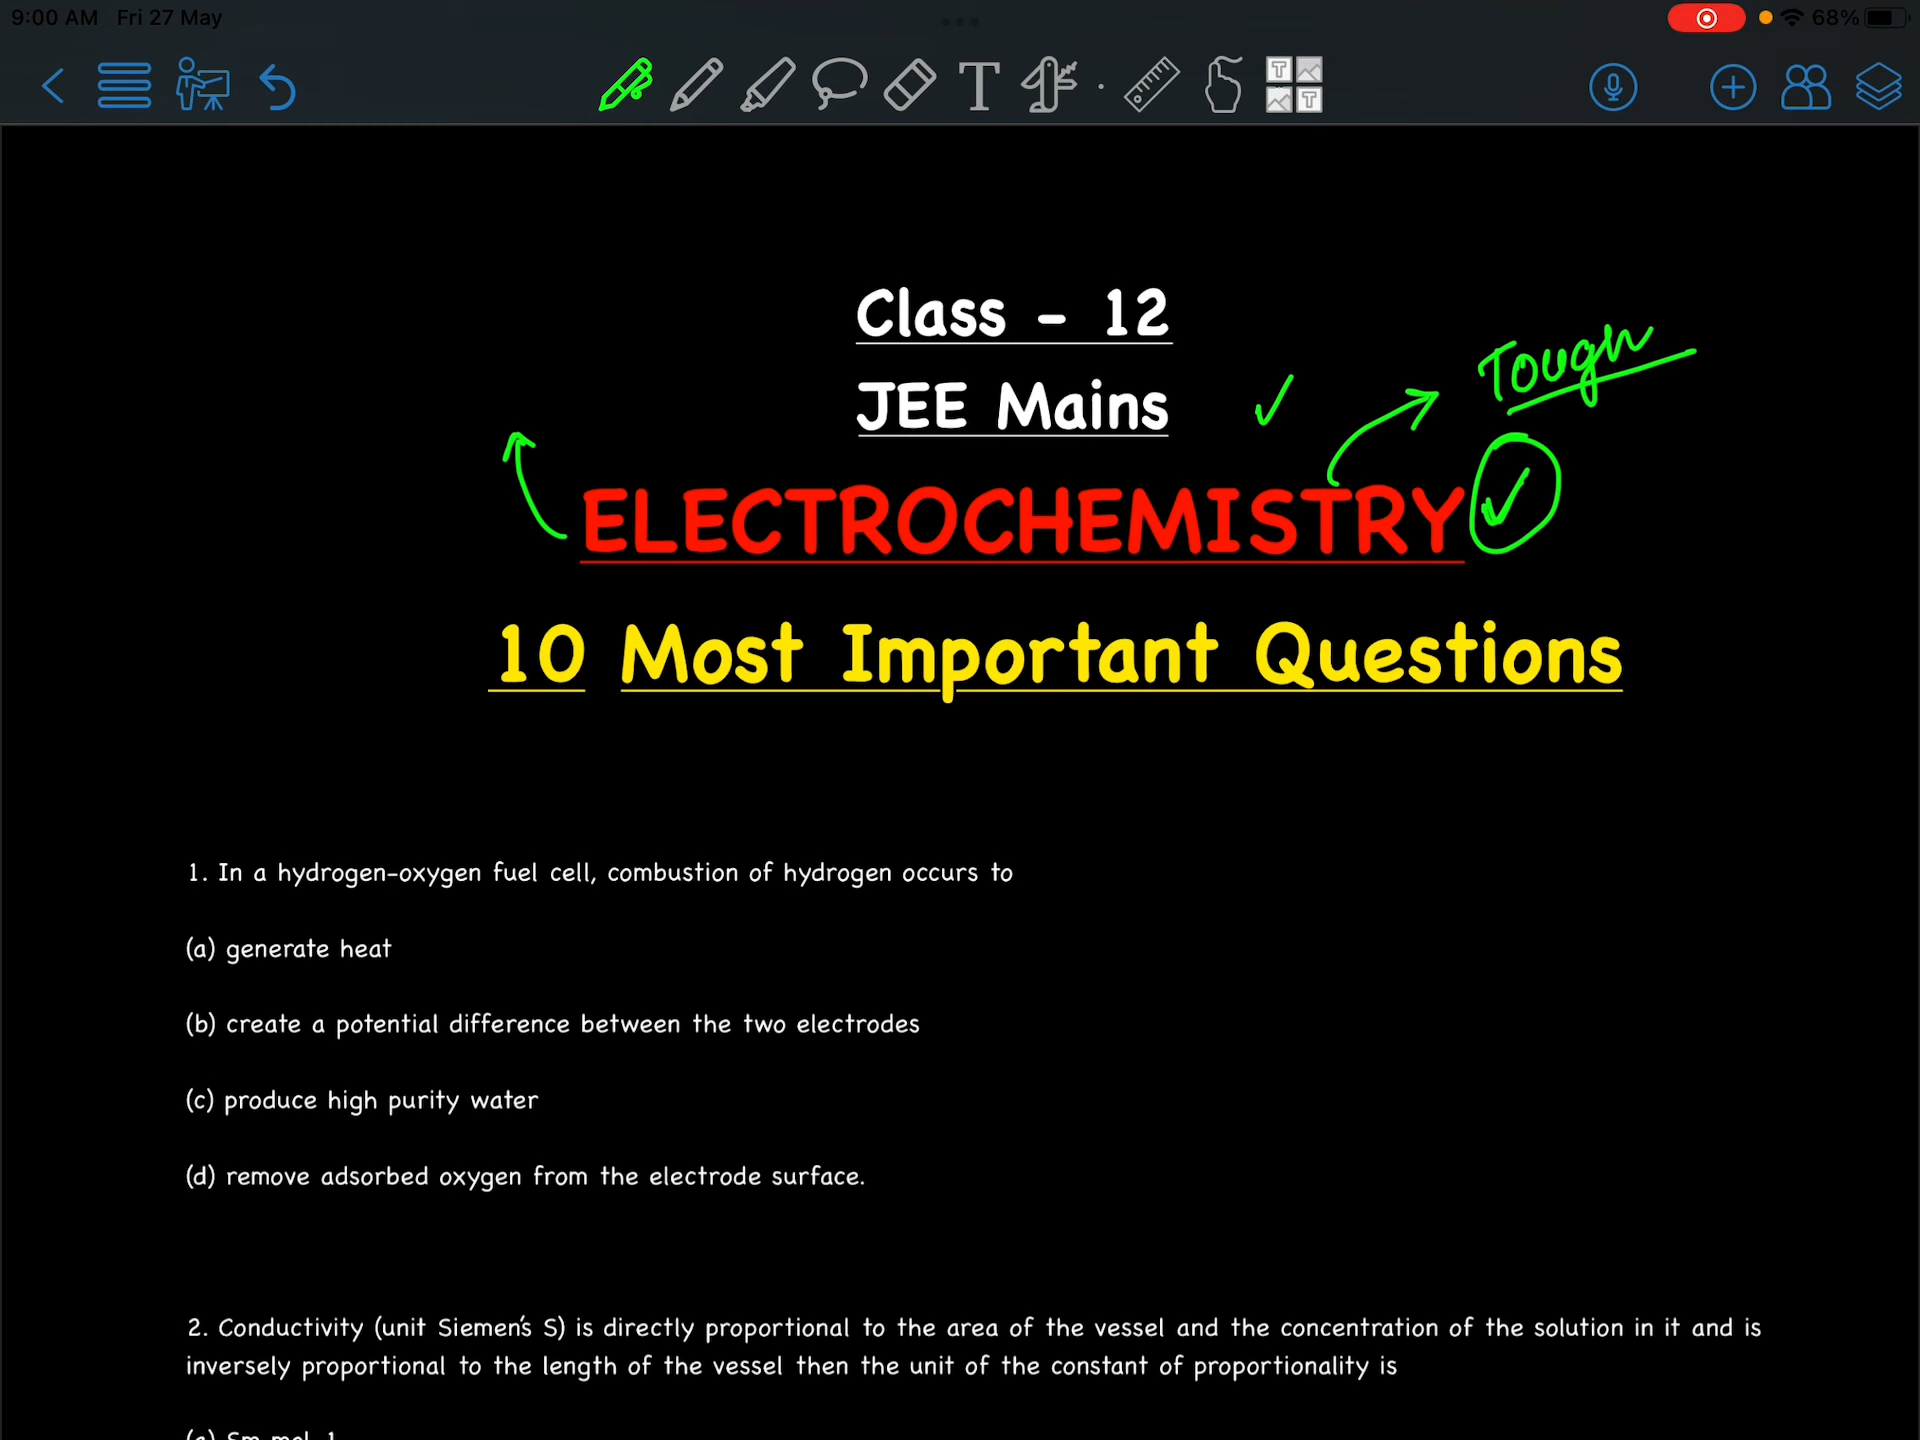 9:00 AM Fri 27 May
68%
T
T
T
Class - 12
JEE Mains
Tough
ELECTROCHEMISTRY
10 Most Important Questions
1. In a hydrogen-oxygen fuel cell, combustion of hydrogen occurs to
(a) generate heat
(b) create a potential difference between the two electrodes
(c) produce high purity water
(d) remove adsorbed oxygen from the electrode surface.
2. Conductivity (unit Siemen's S) is directly proportional to the area of the vessel and the concentration of the solution in it and is
inversely proportional to the length of the vessel then the unit of the constant of proportionality is
(a) Sm mol-1